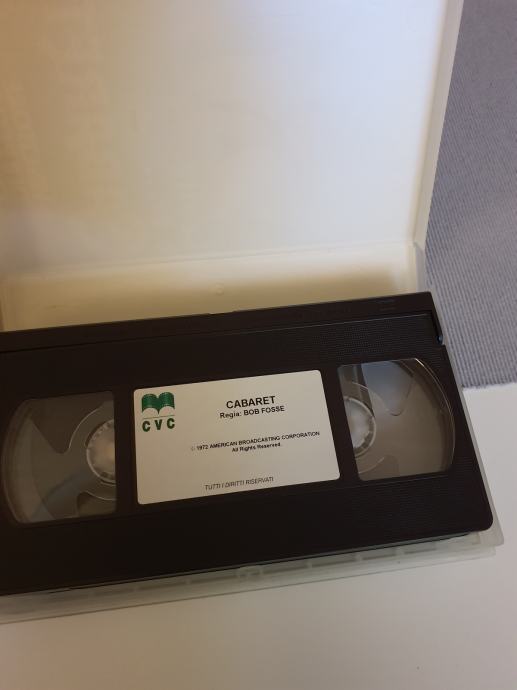 CVC
CABARET
Regia: BOB FOSSE
© 1972 AMERICAN BROADCASTING CORPORATION
All Rights Reserved.
TUTTI I DIRITTI RISERVATI